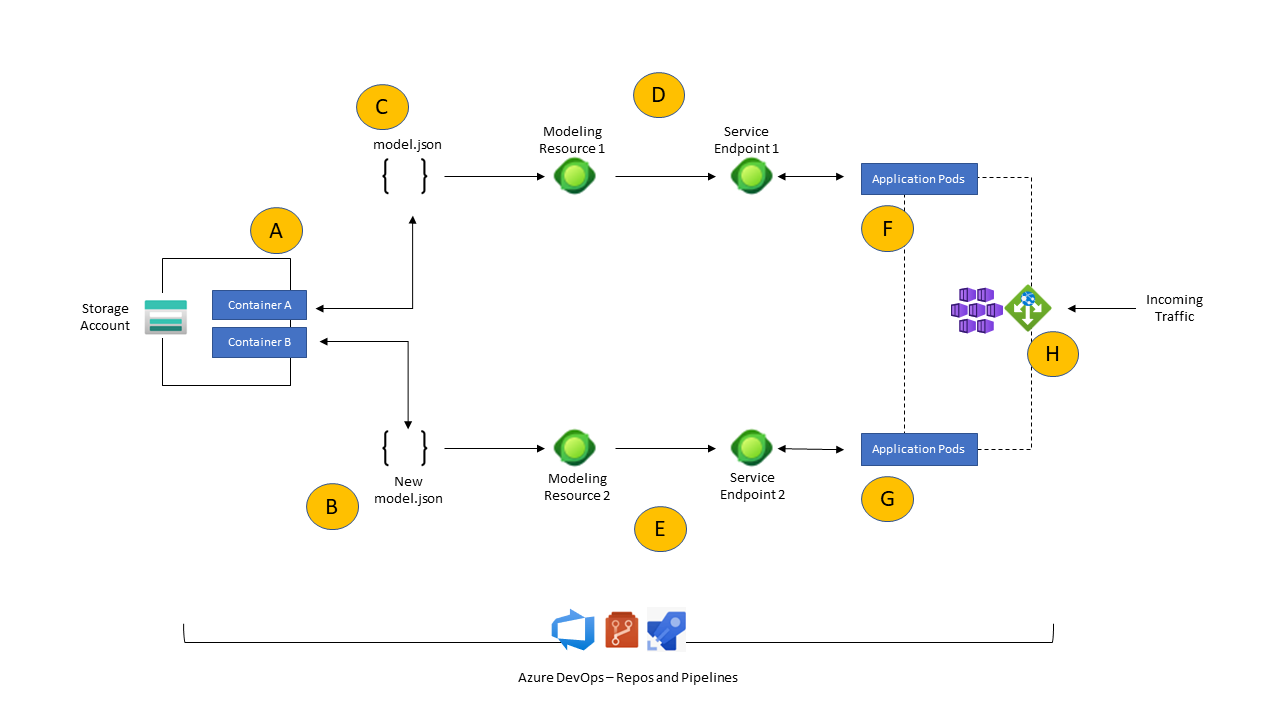 D
C
Modeling
Resource 1
Service
Endpoint 1
model.json
{ }
Application Pods
A
F
Storage
Account
Container A
Container B
Incoming
Traffic
H
{ }
New
model.json
B
Modeling
Resource 2
Service
Endpoint 2
E
Application Pods
G
Azure DevOps – Repos and Pipelines